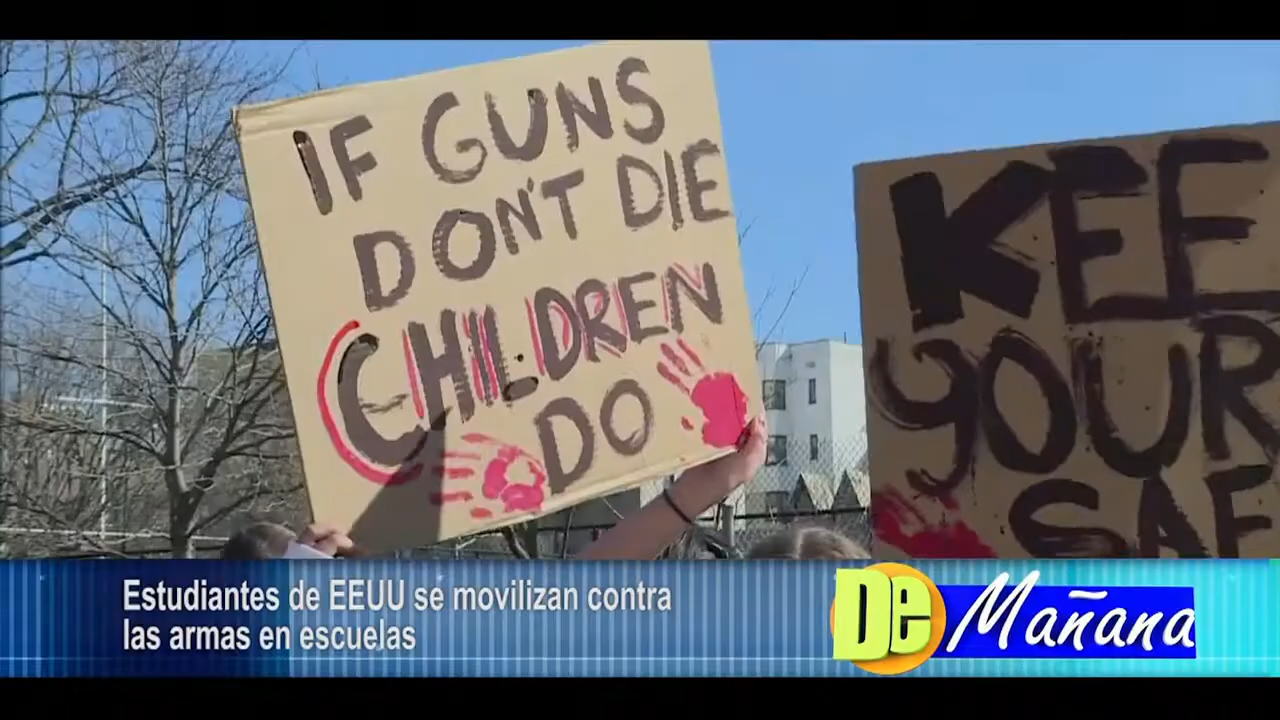 IF GUNS
DON'T DIE
CHILDREN
DO
KEE
YOUR
SAF
Estudiantes de EEUU se movilizan contra
las armas en escuelas
De Mañana